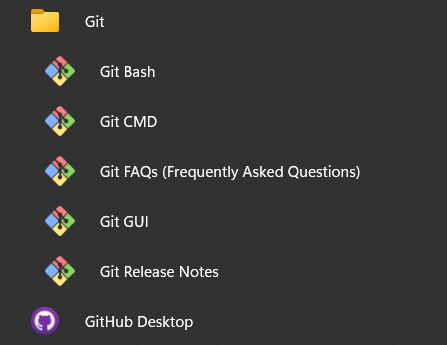 Git
Git Bash
Git CMD
Git FAQs (Frequently Asked Questions)
Git GUI
Git Release Notes
GitHub Desktop